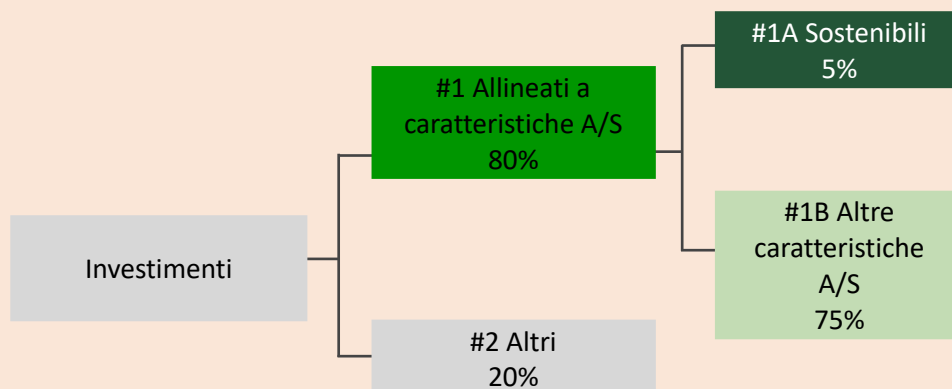 Investimenti
#1 Allineati a
caratteristiche A/S
80%
#2 Altri
20%
#1A Sostenibili
5%
#1B Altre
caratteristiche
A/S
75%